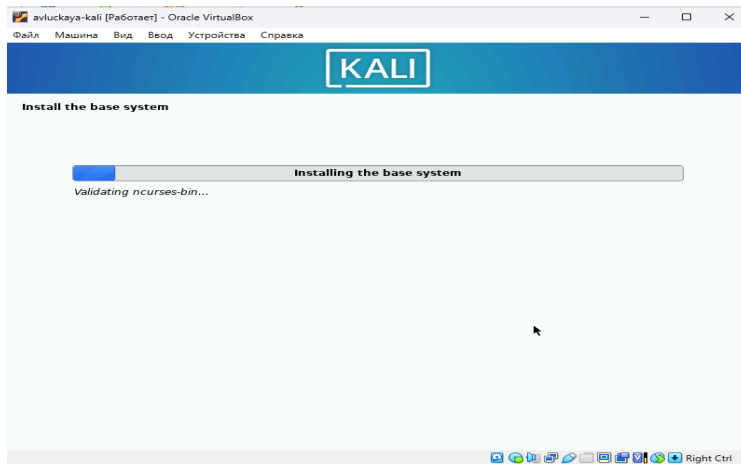 avluckaya-kali [Работает] - Oracle VirtualBox
Файл Машина Вид Ввод Устройства Справка
KALI
Install the base system
Installing the base system
Validating ncurses-bin...
Right Ctrl